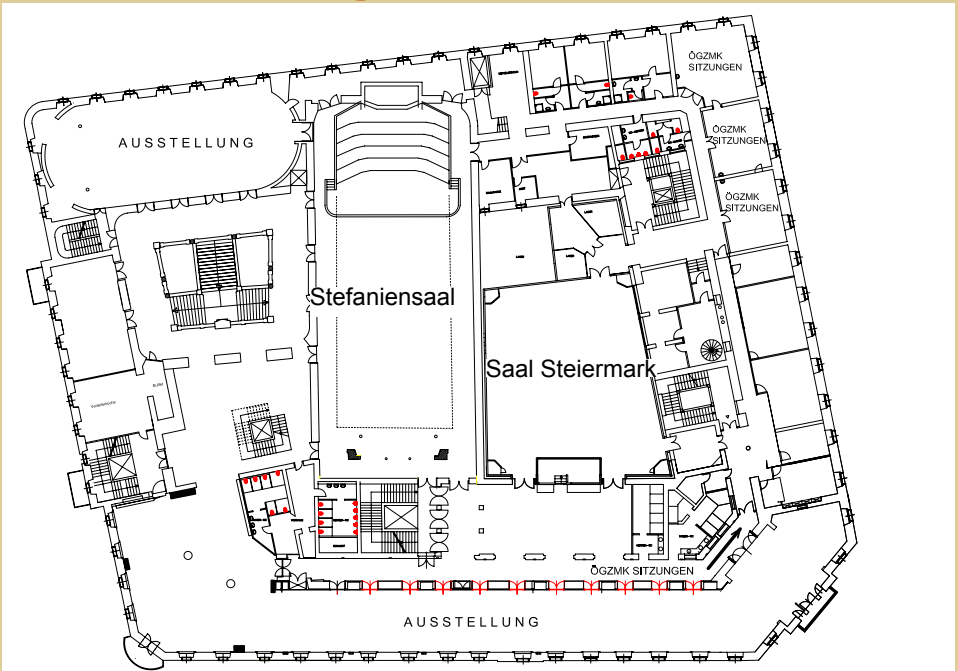 ÖGZMK
SITZUNGEN
AUSSTELLUNG
ÖGZMK
SITZUNGEN
ÖGZMK
SITZUNGEN
Stefaniensaal
Saal Steiermark
ÖGZMK SITZUNGEN
AUSSTELLUNG